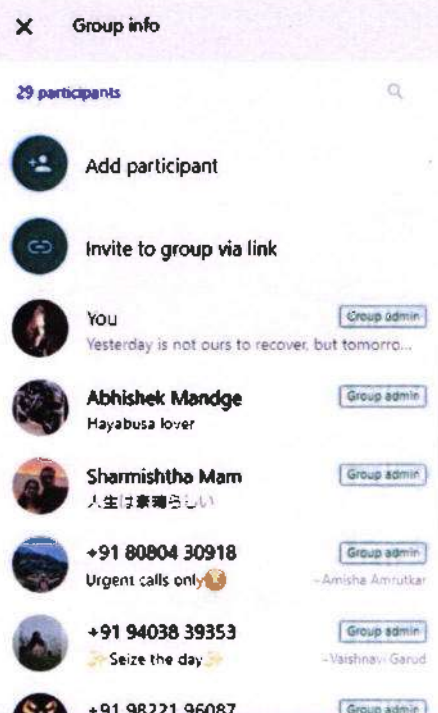 Group info
29 participants
Add participant
Invite to group via link
You Group admin
Yesterday is not ours to recover, but tomorro...
Abhishek Mandge Group admin
Hayabusa lover
Sharmishtha Mam Group admin
人生は素晴らしい
+91 80804 30918 Group admin
Urgent calls only ~Amisha Amrutkar
+91 94038 39353 Group admin
✨Seize the day✨ ~Vaishnavi Garud
+91 98221 96087 Group admin